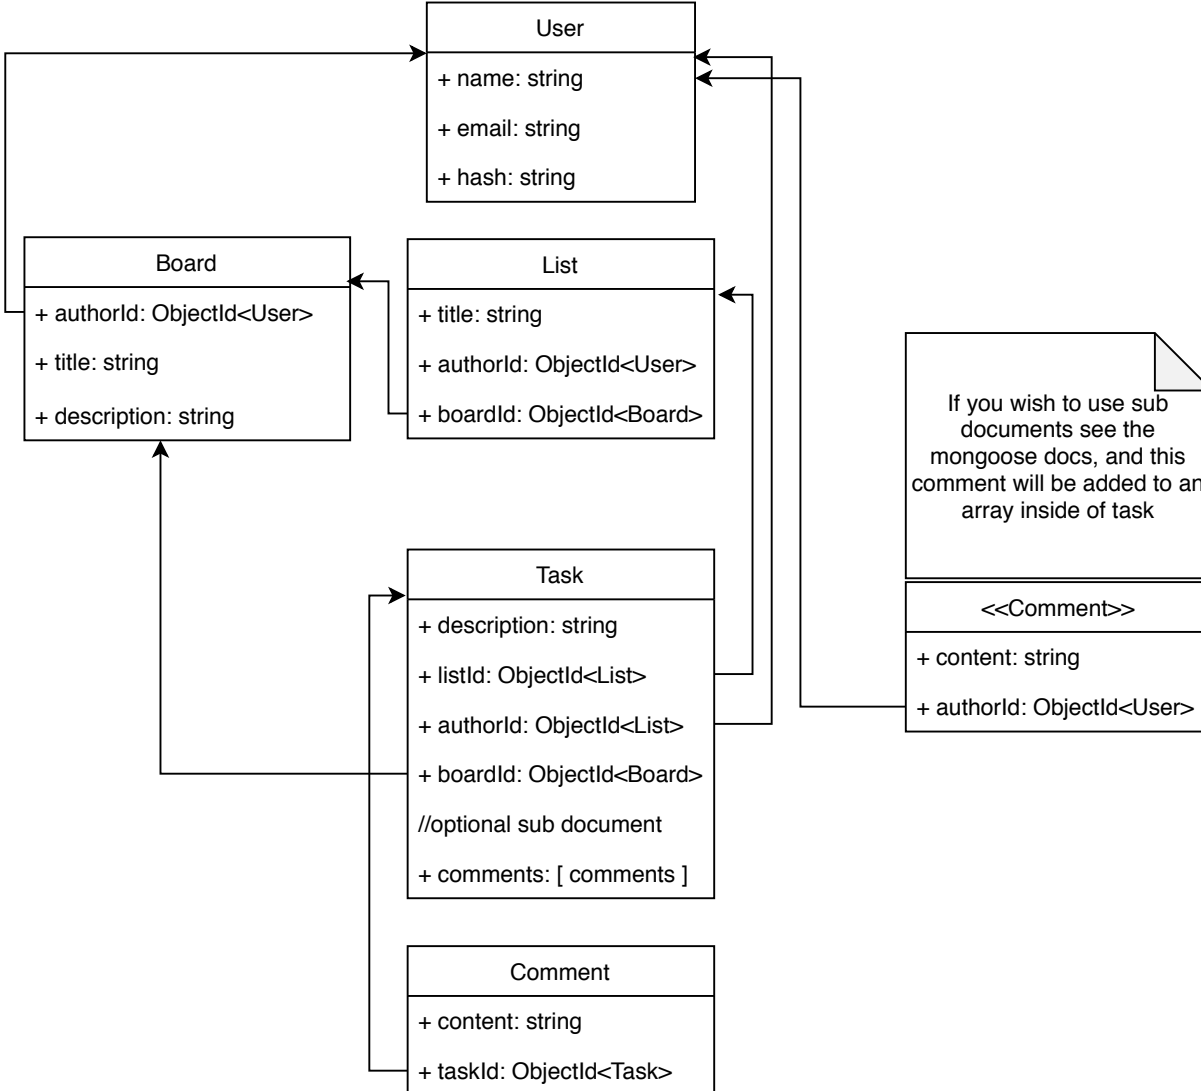 User
+ name: string
+ email: string
+ hash: string
Board
+ authorId: ObjectId<User>
+ title: string
+ description: string
List
+ title: string
+ authorId: ObjectId<User>
+ boardId: ObjectId<Board>
If you wish to use sub
documents see the
mongoose docs, and this
comment will be added to an
array inside of task
<<Comment>>
+ content: string
+ authorId: ObjectId<User>
Task
+ description: string
+ listId: ObjectId<List>
+ authorId: ObjectId<List>
+ boardId: ObjectId<Board>
//optional sub document
+ comments: [ comments ]
Comment
+ content: string
+ taskId: ObjectId<Task>